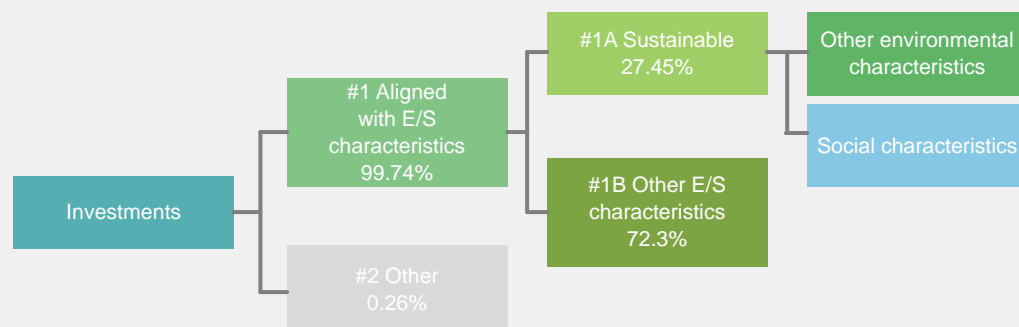 Investments
#1 Aligned
with E/S
characteristics
99.74%
#2 Other
0.26%
#1A Sustainable
27.45%
#1B Other E/S
characteristics
72.3%
Other environmental
characteristics
Social characteristics